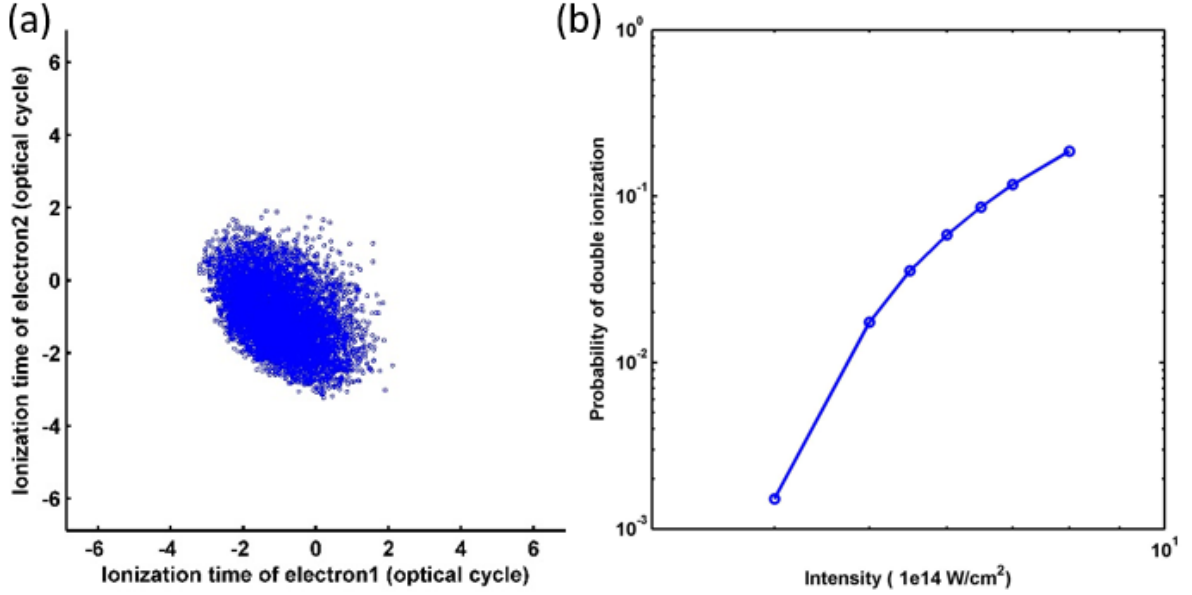 (a)
6
4
2
0
-2
-4
-6
Ionization time of electron2 (optical cycle)
-6 -4 -2 0 2 4 6
Ionization time of electron1 (optical cycle)
(b)
10^0
10^-1
10^-2
10^-3
Probability of double ionization
10^1
Intensity ( 1e14 W/cm^2)